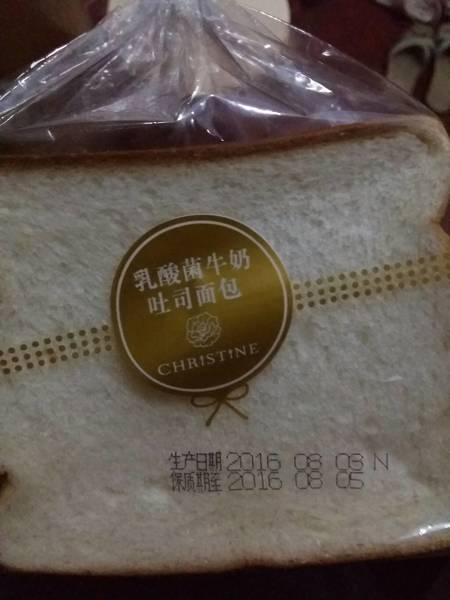 乳酸菌牛奶
吐司面包
CHRISTINE
生产日期 2016 08 03 N
保质期至 2016 08 05